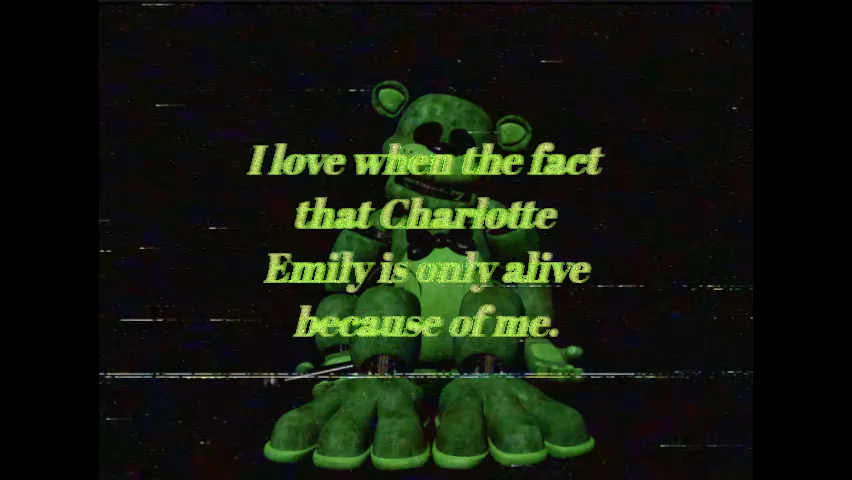 I love when the fact
that Charlotte
Emily is only alive
because of me.